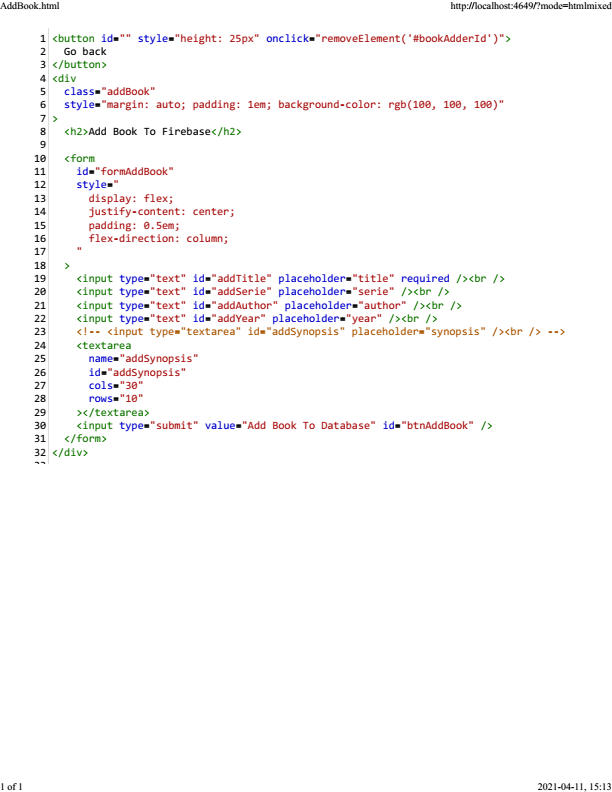 AddBook.html http://localhost:4649/?mode=htmlmixed
1 <button id="" style="height: 25px" onclick="removeElement('#bookAdderId')">
2   Go back
3 </button>
4 <div
5   class="addBook"
6   style="margin: auto; padding: 1em; background-color: rgb(100, 100, 100)"
7 >
8   <h2>Add Book To Firebase</h2>
9
10   <form
11     id="formAddBook"
12     style="
13       display: flex;
14       justify-content: center;
15       padding: 0.5em;
16       flex-direction: column;
17     "
18   >
19     <input type="text" id="addTitle" placeholder="title" required /><br />
20     <input type="text" id="addSerie" placeholder="serie" /><br />
21     <input type="text" id="addAuthor" placeholder="author" /><br />
22     <input type="text" id="addYear" placeholder="year" /><br />
23     <!-- <input type="textarea" id="addSynopsis" placeholder="synopsis" /><br /> -->
24     <textarea
25       name="addSynopsis"
26       id="addSynopsis"
27       cols="30"
28       rows="10"
29     ></textarea>
30     <input type="submit" value="Add Book To Database" id="btnAddBook" />
31   </form>
32 </div>
1 of 1 2021-04-11, 15:13